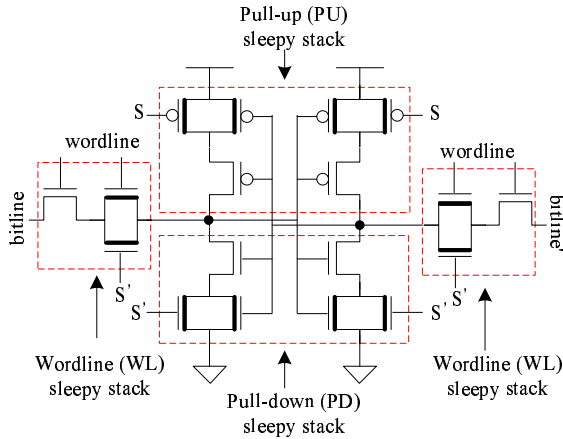 Pull-up (PU)
sleepy stack
S
S
wordline
wordline
bitline
bitline'
S'
S'
S'
S'
Wordline (WL)
sleepy stack
Pull-down (PD)
sleepy stack
Wordline (WL)
sleepy stack